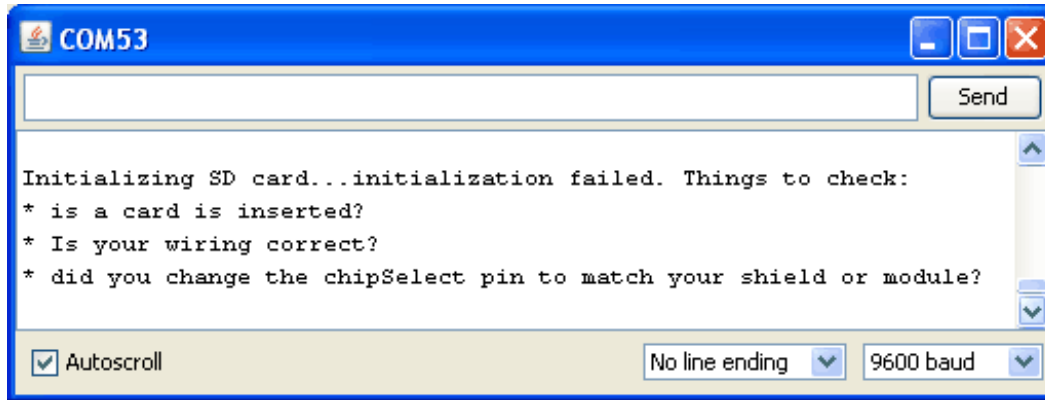 COM53
Send
Initializing SD card...initialization failed. Things to check:
* is a card is inserted?
* Is your wiring correct?
* did you change the chipSelect pin to match your shield or module?
Autoscroll
No line ending
9600 baud